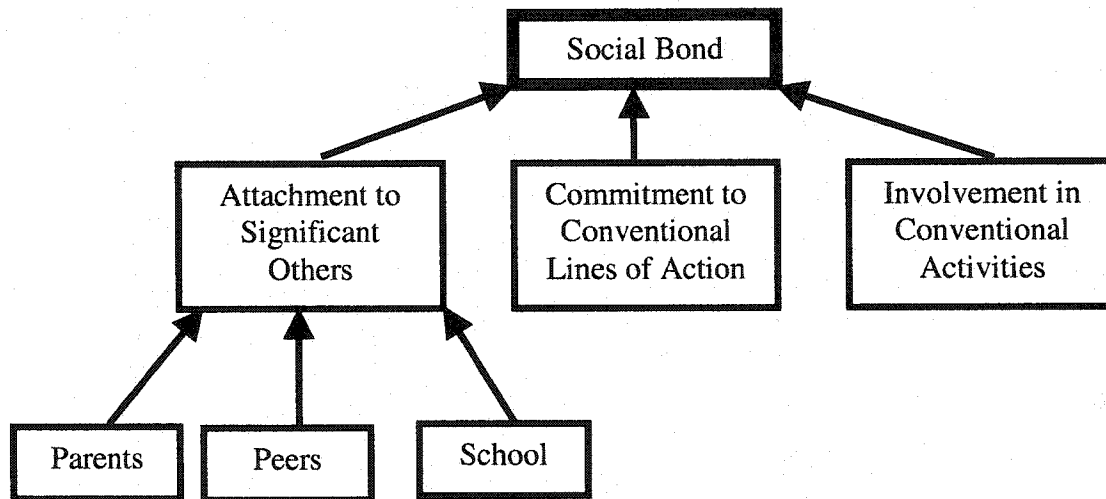 Social Bond
Attachment to
Significant
Others
Commitment to
Conventional
Lines of Action
Involvement in
Conventional
Activities
Parents
Peers
School